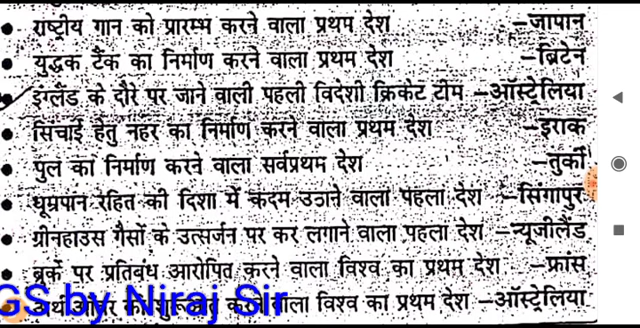 • राष्ट्रीय गान को प्रारम्भ करने वाला प्रथम देश –जापान
• युद्धक टैंक का निर्माण करने वाला प्रथम देश –ब्रिटेन
इंग्लैंड के दौरे पर जाने वाली पहली विदेशी क्रिकेट टीम –ऑस्ट्रेलिया
• सिंचाई हेतु नहर का निर्माण करने वाला प्रथम देश –इराक
• पुल का निर्माण करने वाला सर्वप्रथम देश –तुर्की
• धूम्रपान रहित की दिशा में कदम उठाने वाला पहला देश –सिंगापुर
• ग्रीनहाउस गैसों के उत्सर्जन पर कर लगाने वाला पहला देश –न्यूजीलैंड
• बुर्के पर प्रतिबंध आरोपित करने वाला विश्व का प्रथम देश –फ्रांस
वाला विश्व का प्रथम देश –ऑस्ट्रेलिया
GS by Niraj Sir